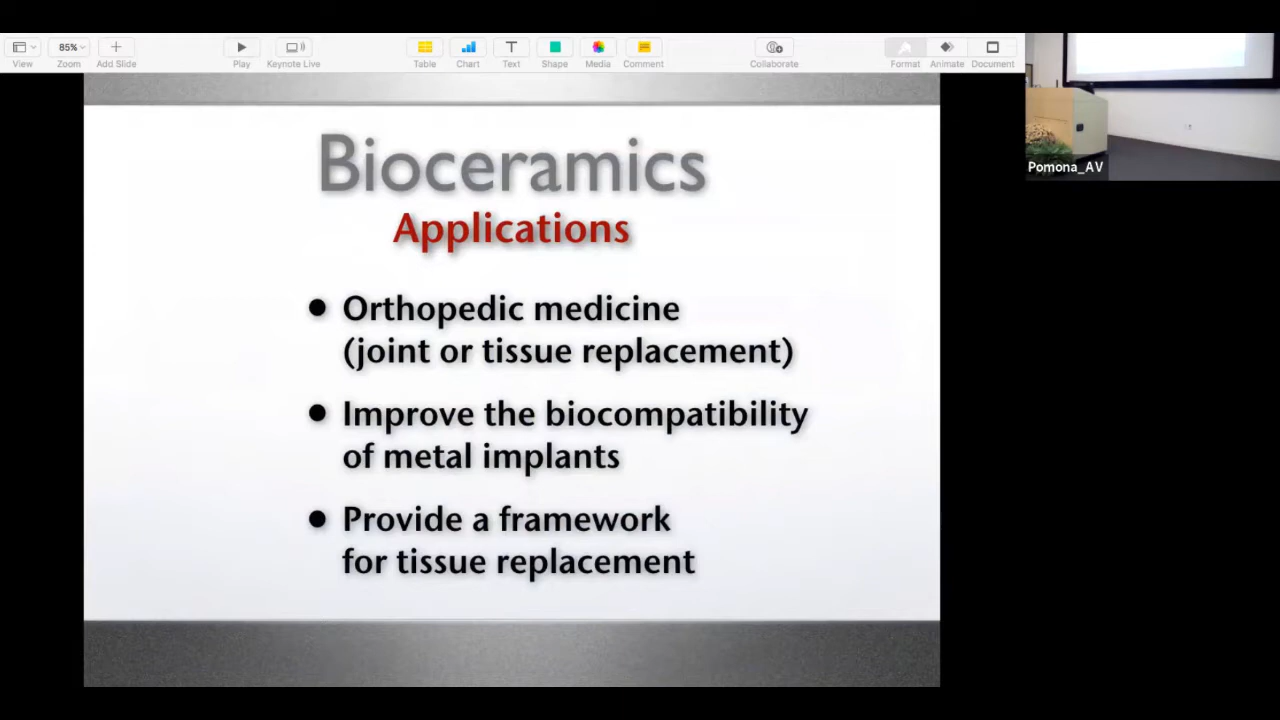 View
85%
Zoom
Add Slide
Play
Keynote Live
Table
Chart
Text
Shape
Media
Comment
Collaborate
Format
Animate
Document
Pomona_AV
Bioceramics
Applications
• Orthopedic medicine
(joint or tissue replacement)
• Improve the biocompatibility
of metal implants
• Provide a framework
for tissue replacement